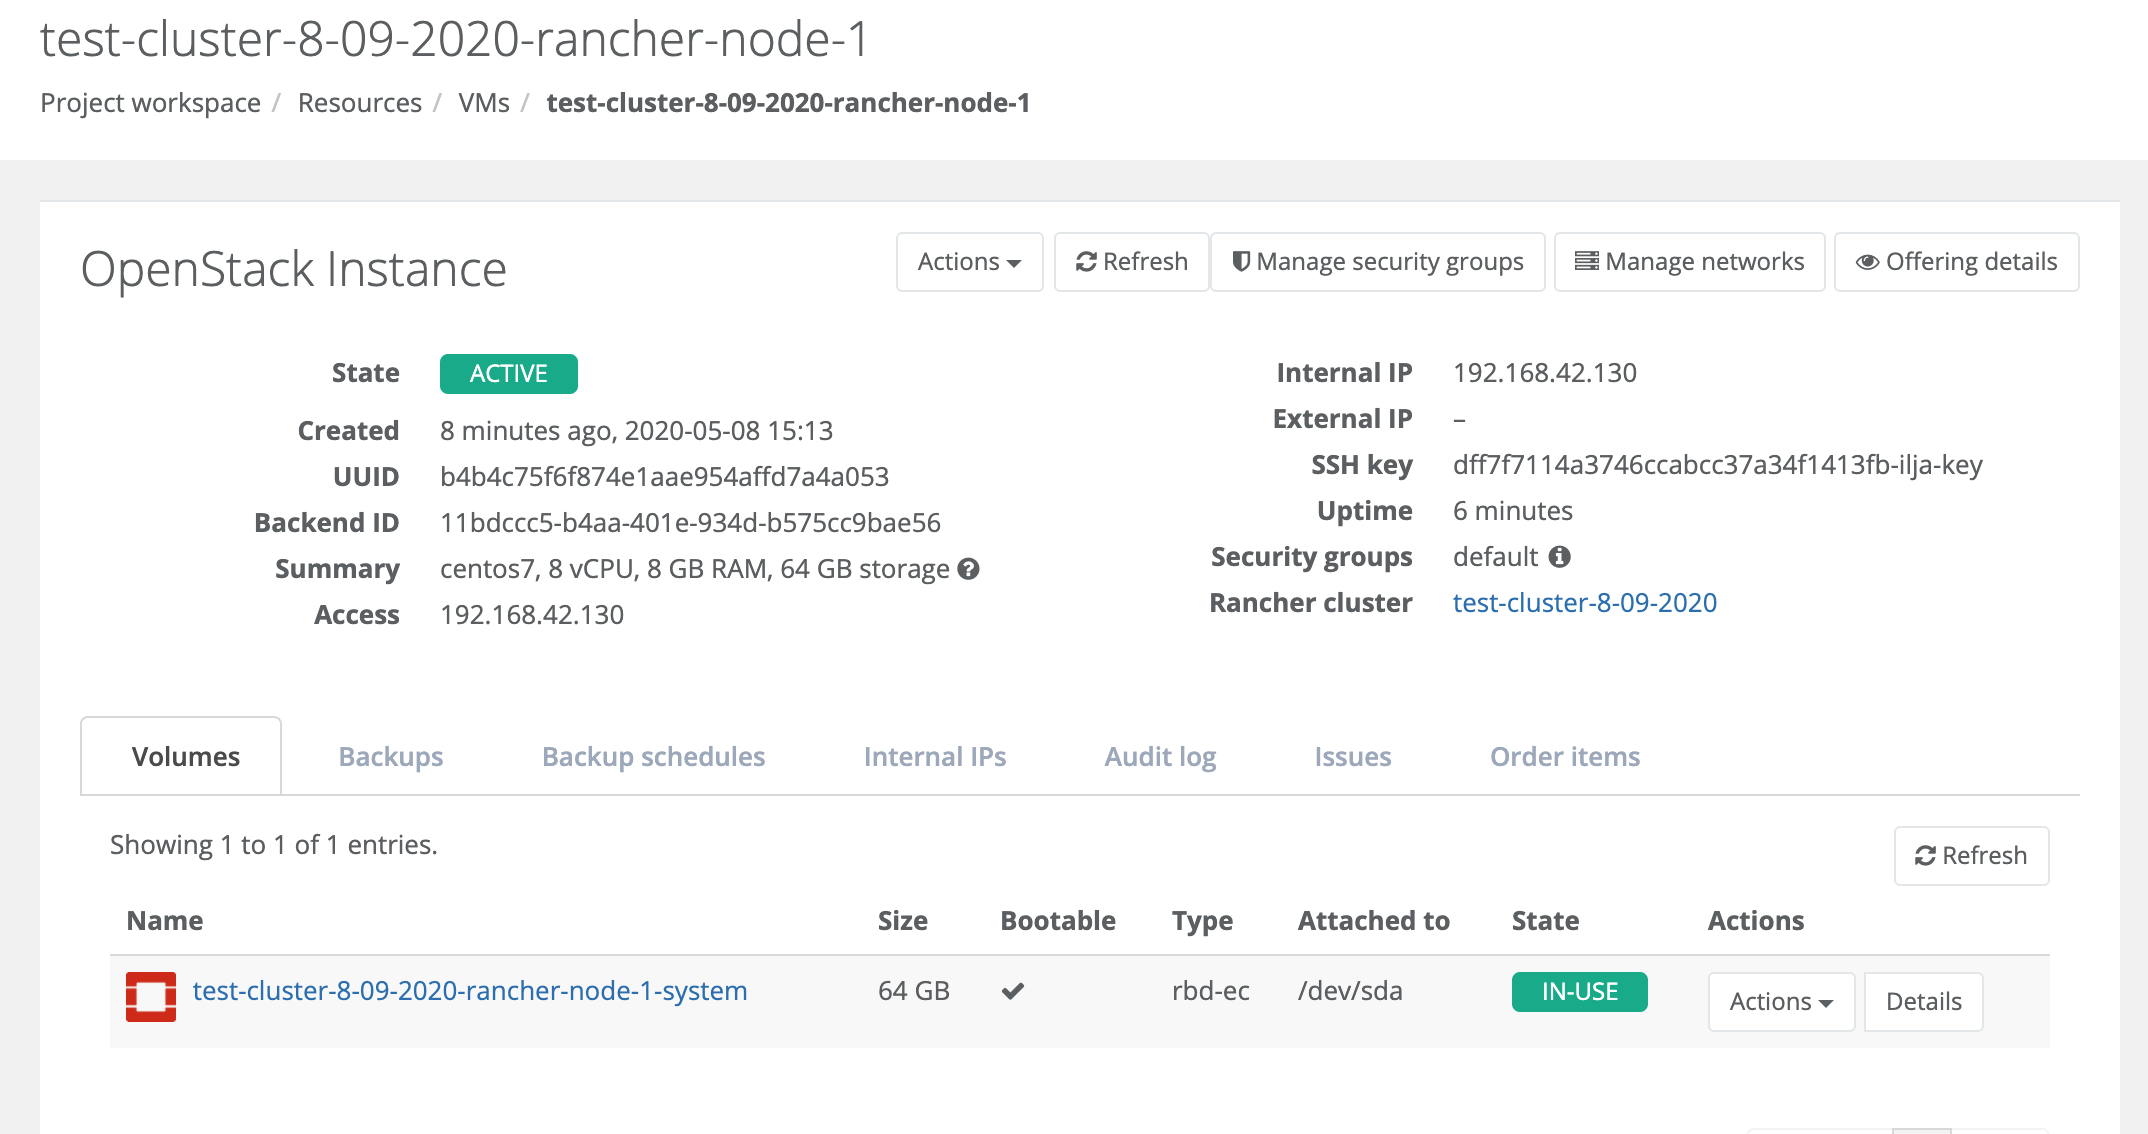 test-cluster-8-09-2020-rancher-node-1
Project workspace / Resources / VMs / test-cluster-8-09-2020-rancher-node-1
OpenStack Instance
Actions Refresh Manage security groups Manage networks Offering details
State ACTIVE
Created 8 minutes ago, 2020-05-08 15:13
UUID b4b4c75f6f874e1aae954affd7a4a053
Backend ID 11bdccc5-b4aa-401e-934d-b575cc9bae56
Summary centos7, 8 vCPU, 8 GB RAM, 64 GB storage
Access 192.168.42.130
Internal IP 192.168.42.130
External IP –
SSH key dff7f7114a3746ccabcc37a34f1413fb-ilja-key
Uptime 6 minutes
Security groups default
Rancher cluster test-cluster-8-09-2020
Volumes Backups Backup schedules Internal IPs Audit log Issues Order items
Showing 1 to 1 of 1 entries.
Refresh
Name Size Bootable Type Attached to State Actions
test-cluster-8-09-2020-rancher-node-1-system 64 GB rbd-ec /dev/sda IN-USE Actions Details